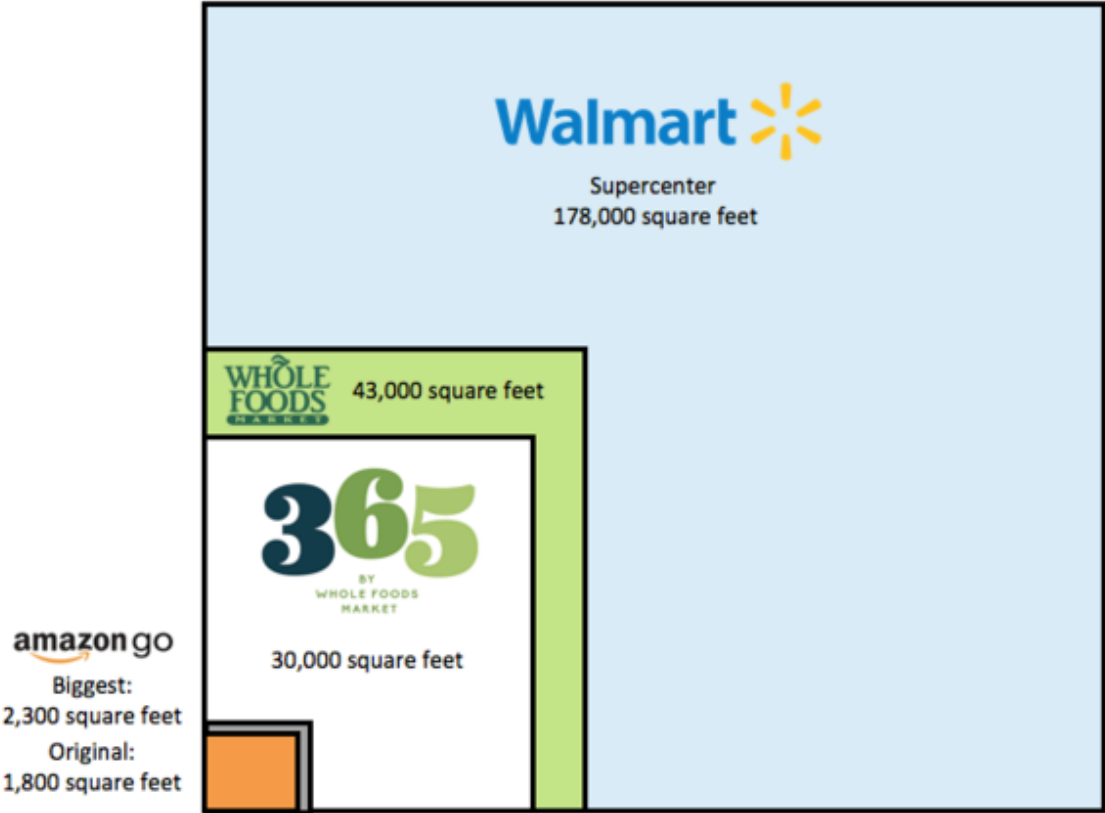 Walmart
Supercenter
178,000 square feet
WHOLE
FOODS
MARKET
43,000 square feet
365
BY
WHOLE FOODS
MARKET
30,000 square feet
amazon go
Biggest:
2,300 square feet
Original:
1,800 square feet